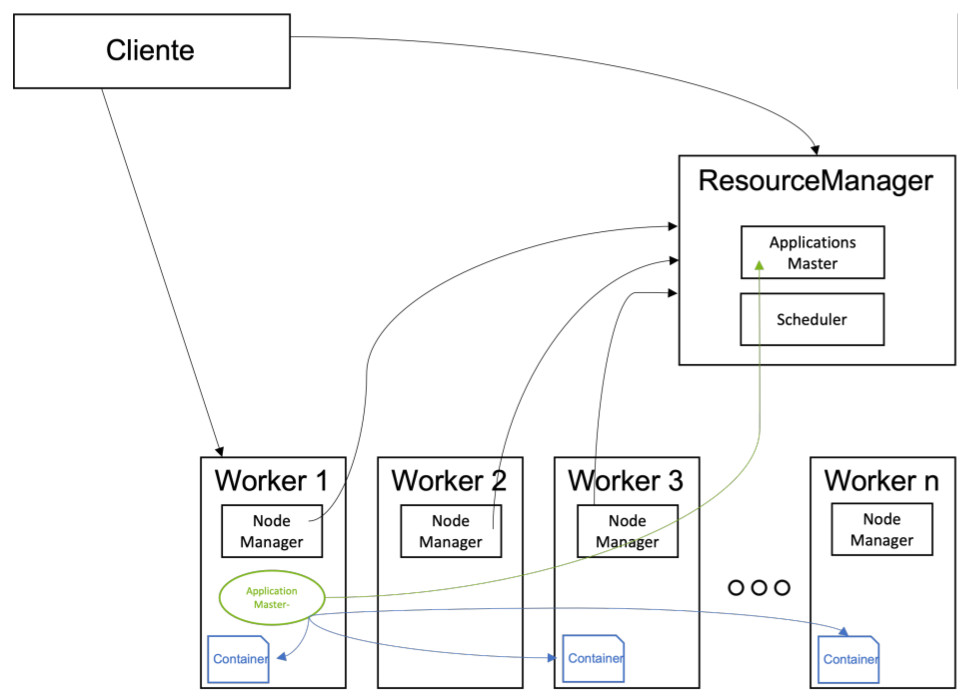 Cliente
ResourceManager
Applications
Master
Scheduler
Worker 1
Worker 2
Worker 3
Worker n
Node
Manager
Node
Manager
Node
Manager
Node
Manager
Application
Master-
Container
Container
Container